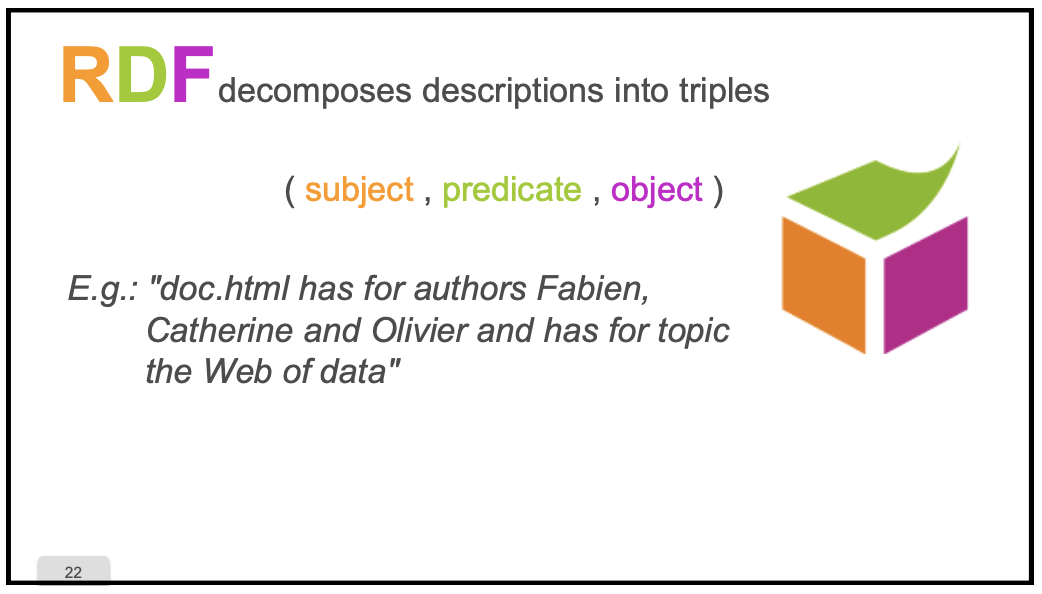 RDF decomposes descriptions into triples
( subject , predicate , object )
E.g.: "doc.html has for authors Fabien,
Catherine and Olivier and has for topic
the Web of data"
22